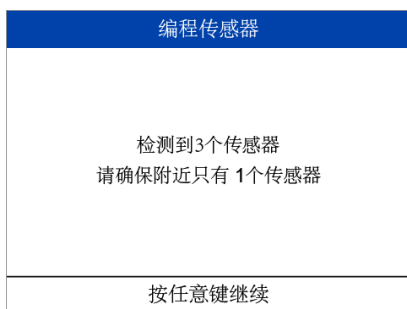 编程传感器
检测到3个传感器
请确保附近只有 1个传感器
按任意键继续